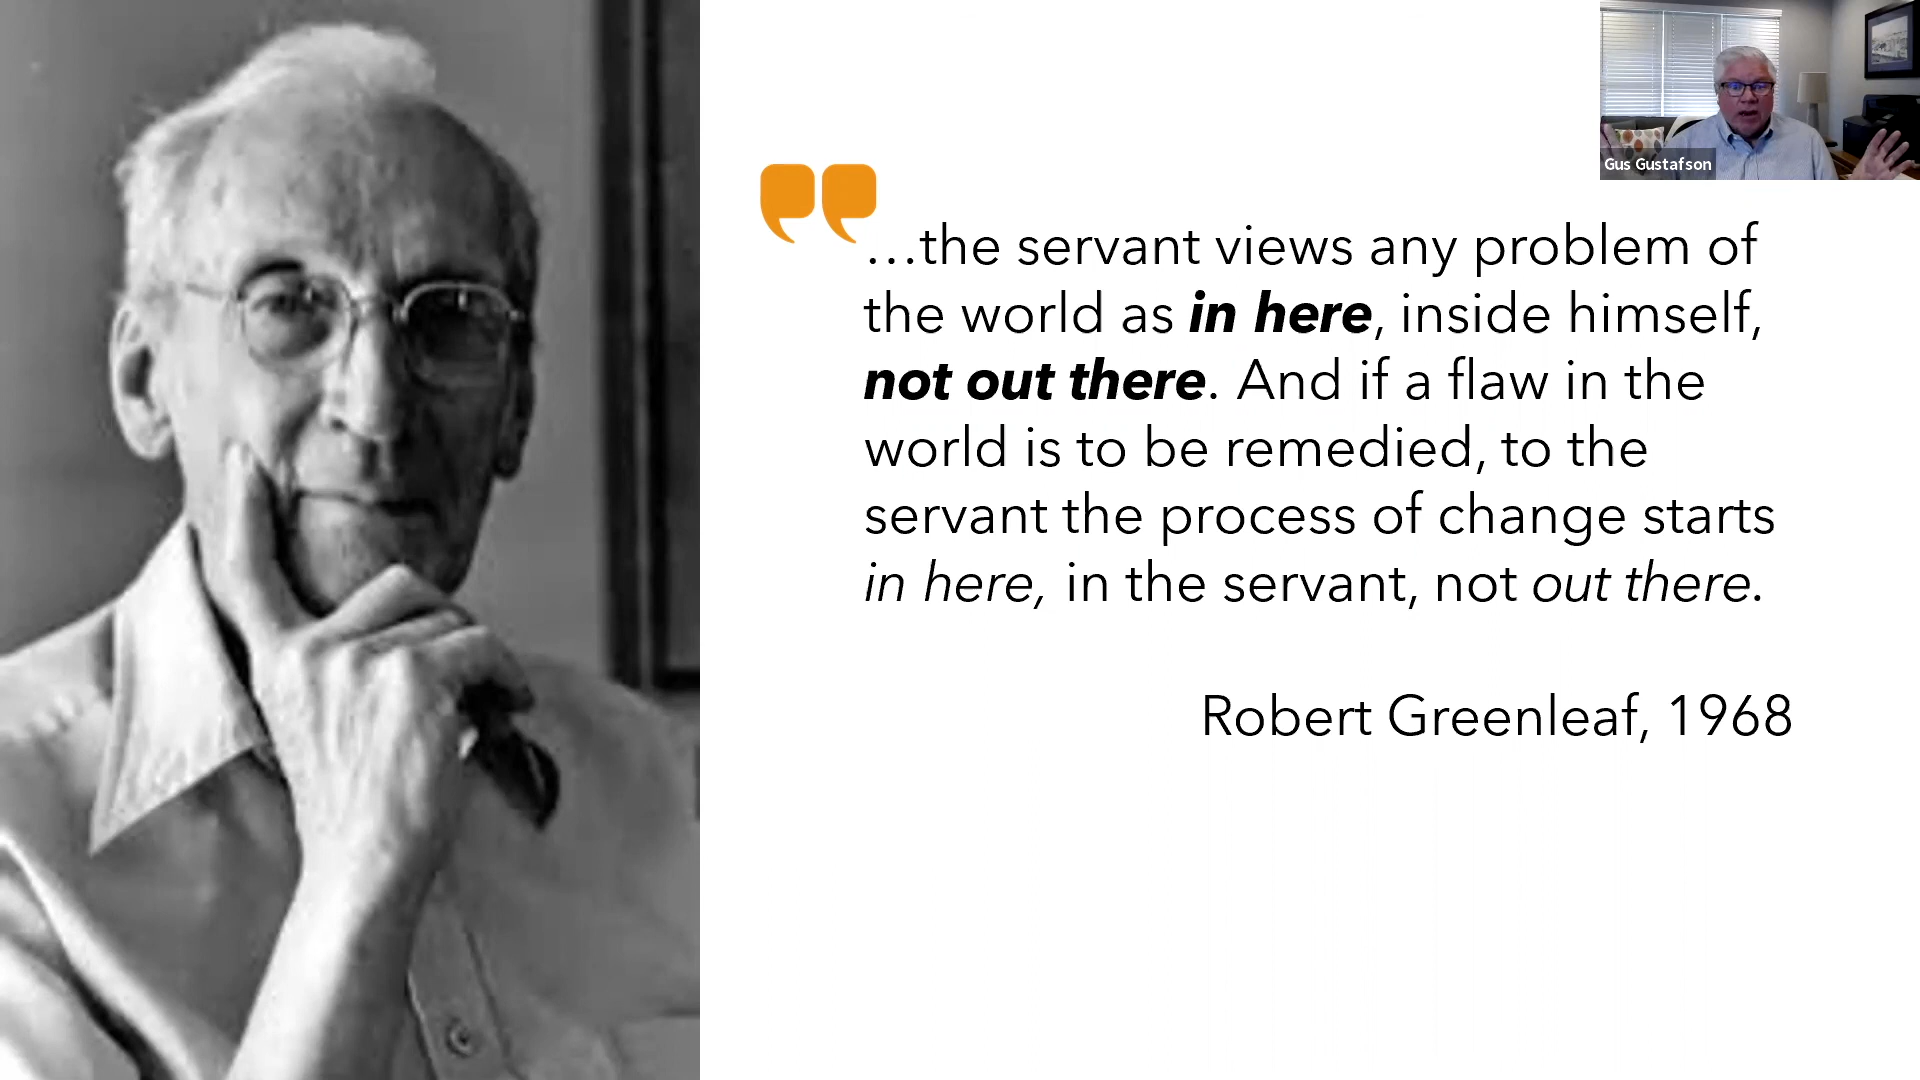 Gus Gustafson
…the servant views any problem of
the world as in here, inside himself,
not out there. And if a flaw in the
world is to be remedied, to the
servant the process of change starts
in here, in the servant, not out there.
Robert Greenleaf, 1968